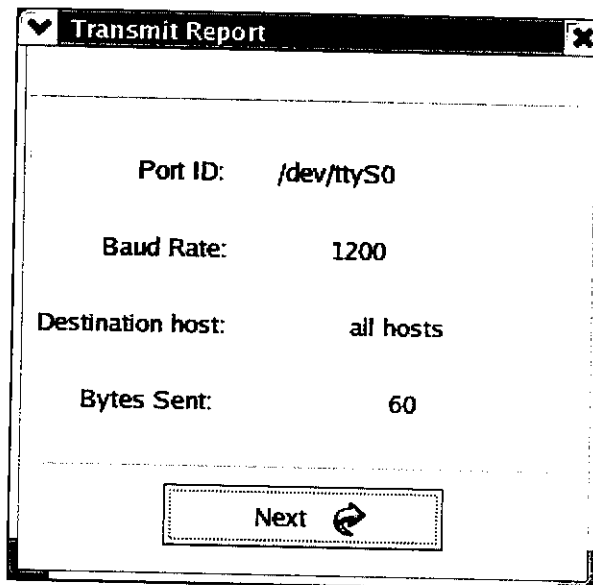 Transmit Report
Port ID: /dev/ttyS0
Baud Rate: 1200
Destination host: all hosts
Bytes Sent: 60
Next